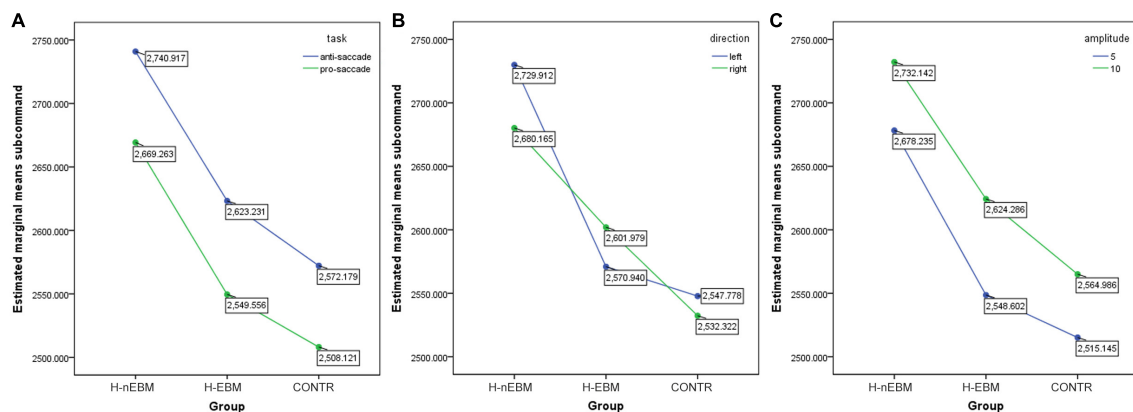 A
task
anti-saccade
pro-saccade
Estimated marginal means subcommand
2750.000
2700.000
2650.000
2600.000
2550.000
2500.000
2,740.917
2,669.263
2,623.231
2,549.556
2,572.179
2,508.121
H-nEBM H-EBM CONTR
Group
B
direction
left
right
Estimated marginal means subcommand
2750.000
2700.000
2650.000
2600.000
2550.000
2500.000
2,729.912
2,680.165
2,601.979
2,570.940
2,547.778
2,532.322
H-nEBM H-EBM CONTR
Group
C
amplitude
5
10
Estimated marginal means subcommand
2750.000
2700.000
2650.000
2600.000
2550.000
2500.000
2,732.142
2,678.235
2,624.286
2,548.602
2,564.986
2,515.145
H-nEBM H-EBM CONTR
Group